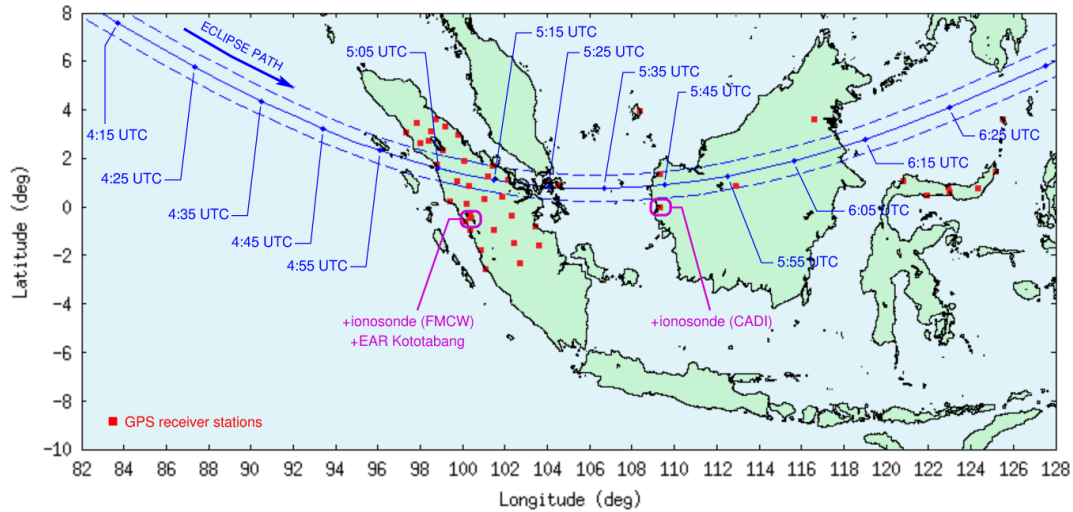 8
6
4
2
0
-2
-4
-6
-8
-10
Latitude (deg)
ECLIPSE PATH
4:15 UTC
4:25 UTC
4:35 UTC
4:45 UTC
4:55 UTC
5:05 UTC
5:15 UTC
5:25 UTC
5:35 UTC
5:45 UTC
5:55 UTC
6:05 UTC
6:15 UTC
6:25 UTC
+ionosonde (FMCW)
+EAR Kototabang
+ionosonde (CADI)
GPS receiver stations
82 84 86 88 90 92 94 96 98 100 102 104 106 108 110 112 114 116 118 120 122 124 126 128
Longitude (deg)